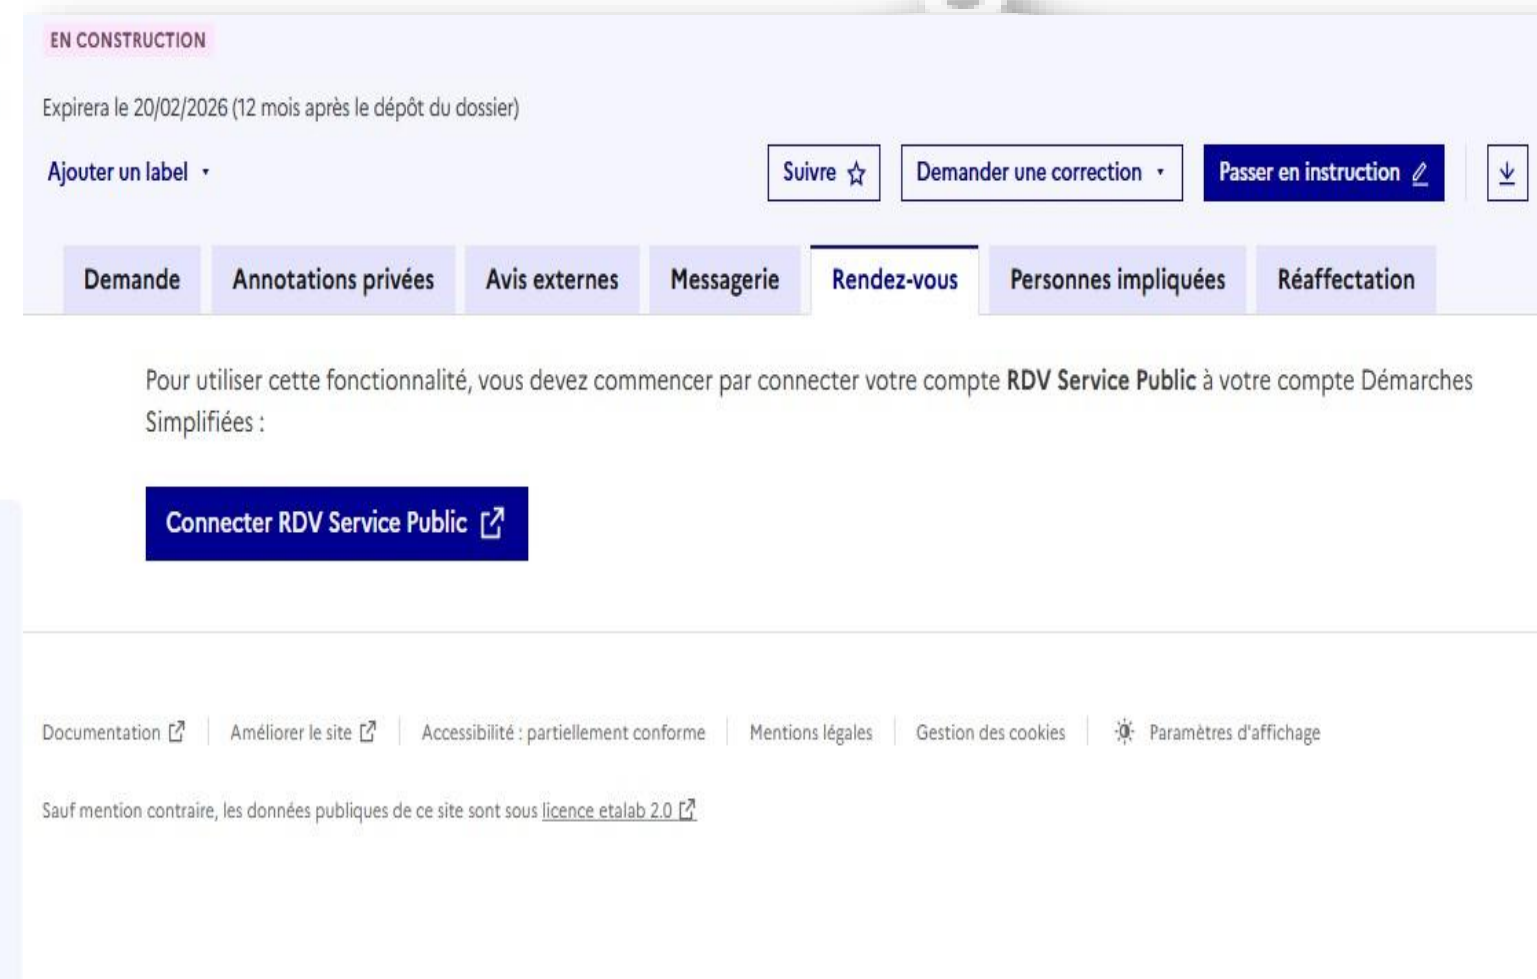 EN CONSTRUCTION
Expirera le 20/02/2026 (12 mois après le dépôt du dossier)
Ajouter un label
Suivre
Demander une correction
Passer en instruction
Demande
Annotations privées
Avis externes
Messagerie
Rendez-vous
Personnes impliquées
Réaffectation
Pour utiliser cette fonctionnalité, vous devez commencer par connecter votre compte RDV Service Public à votre compte Démarches
Simplifiées :
Connecter RDV Service Public
Documentation
Améliorer le site
Accessibilité : partiellement conforme
Mentions légales
Gestion des cookies
Paramètres d'affichage
Sauf mention contraire, les données publiques de ce site sont sous licence etalab 2.0